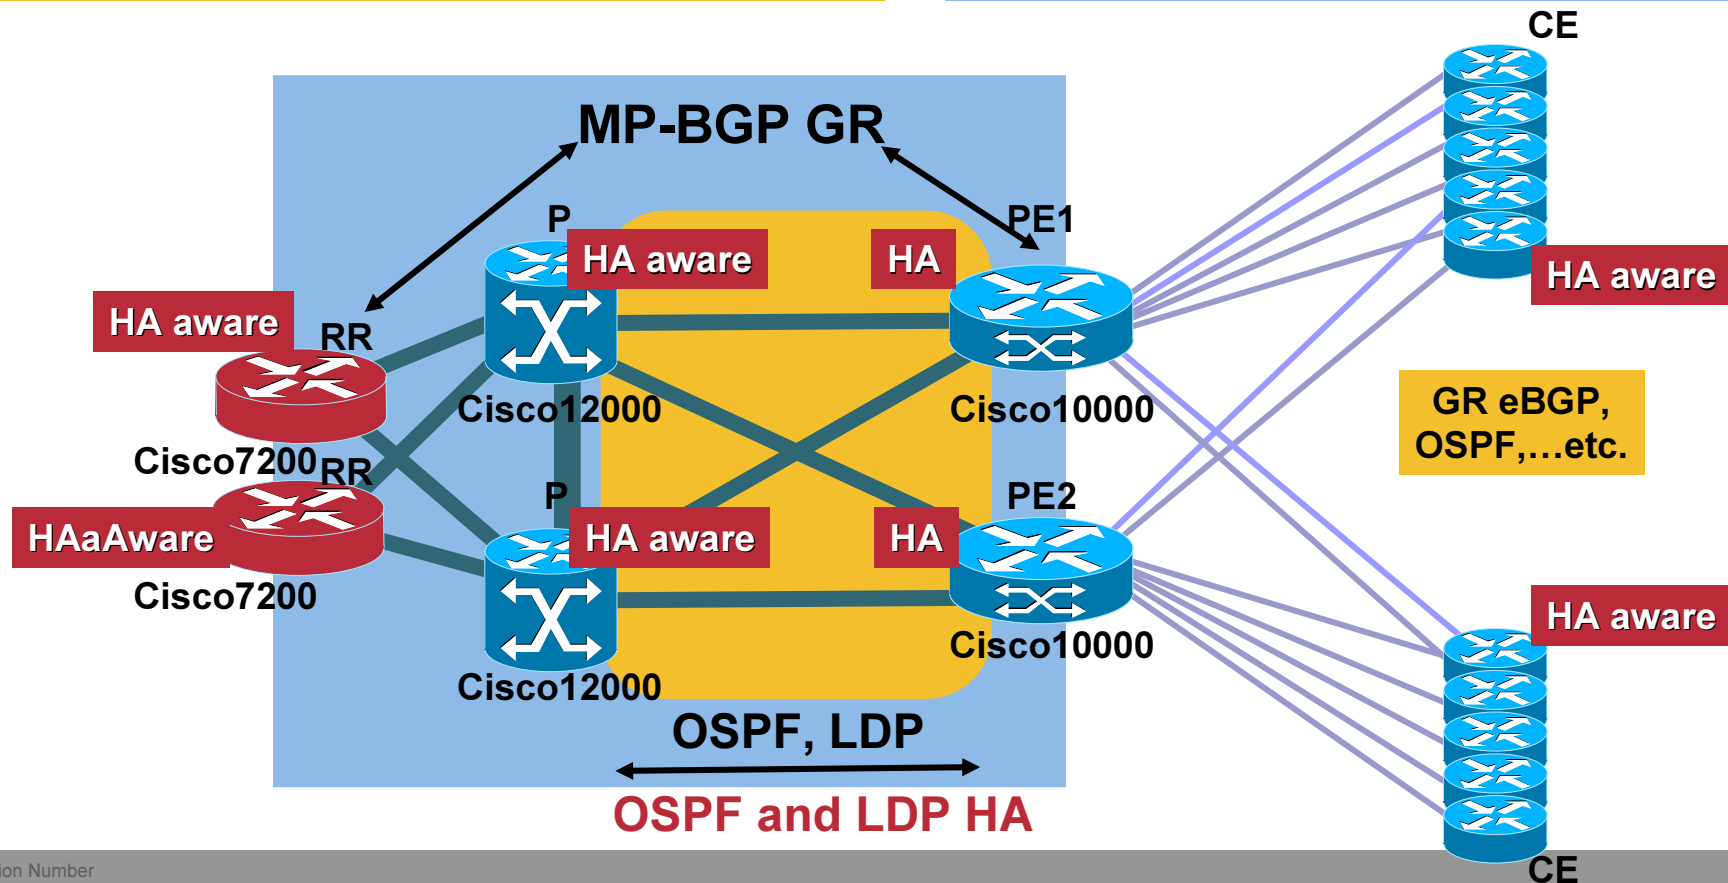 CE
MP-BGP GR
P
PE1
HA aware
HA
HA aware
HA aware
RR
Cisco12000
Cisco10000
GR eBGP,
OSPF,...etc.
Cisco7200
RR
P
PE2
HAaAware
HA aware
HA
Cisco7200
HA aware
Cisco10000
Cisco12000
OSPF, LDP
OSPF and LDP HA
ion Number
CE